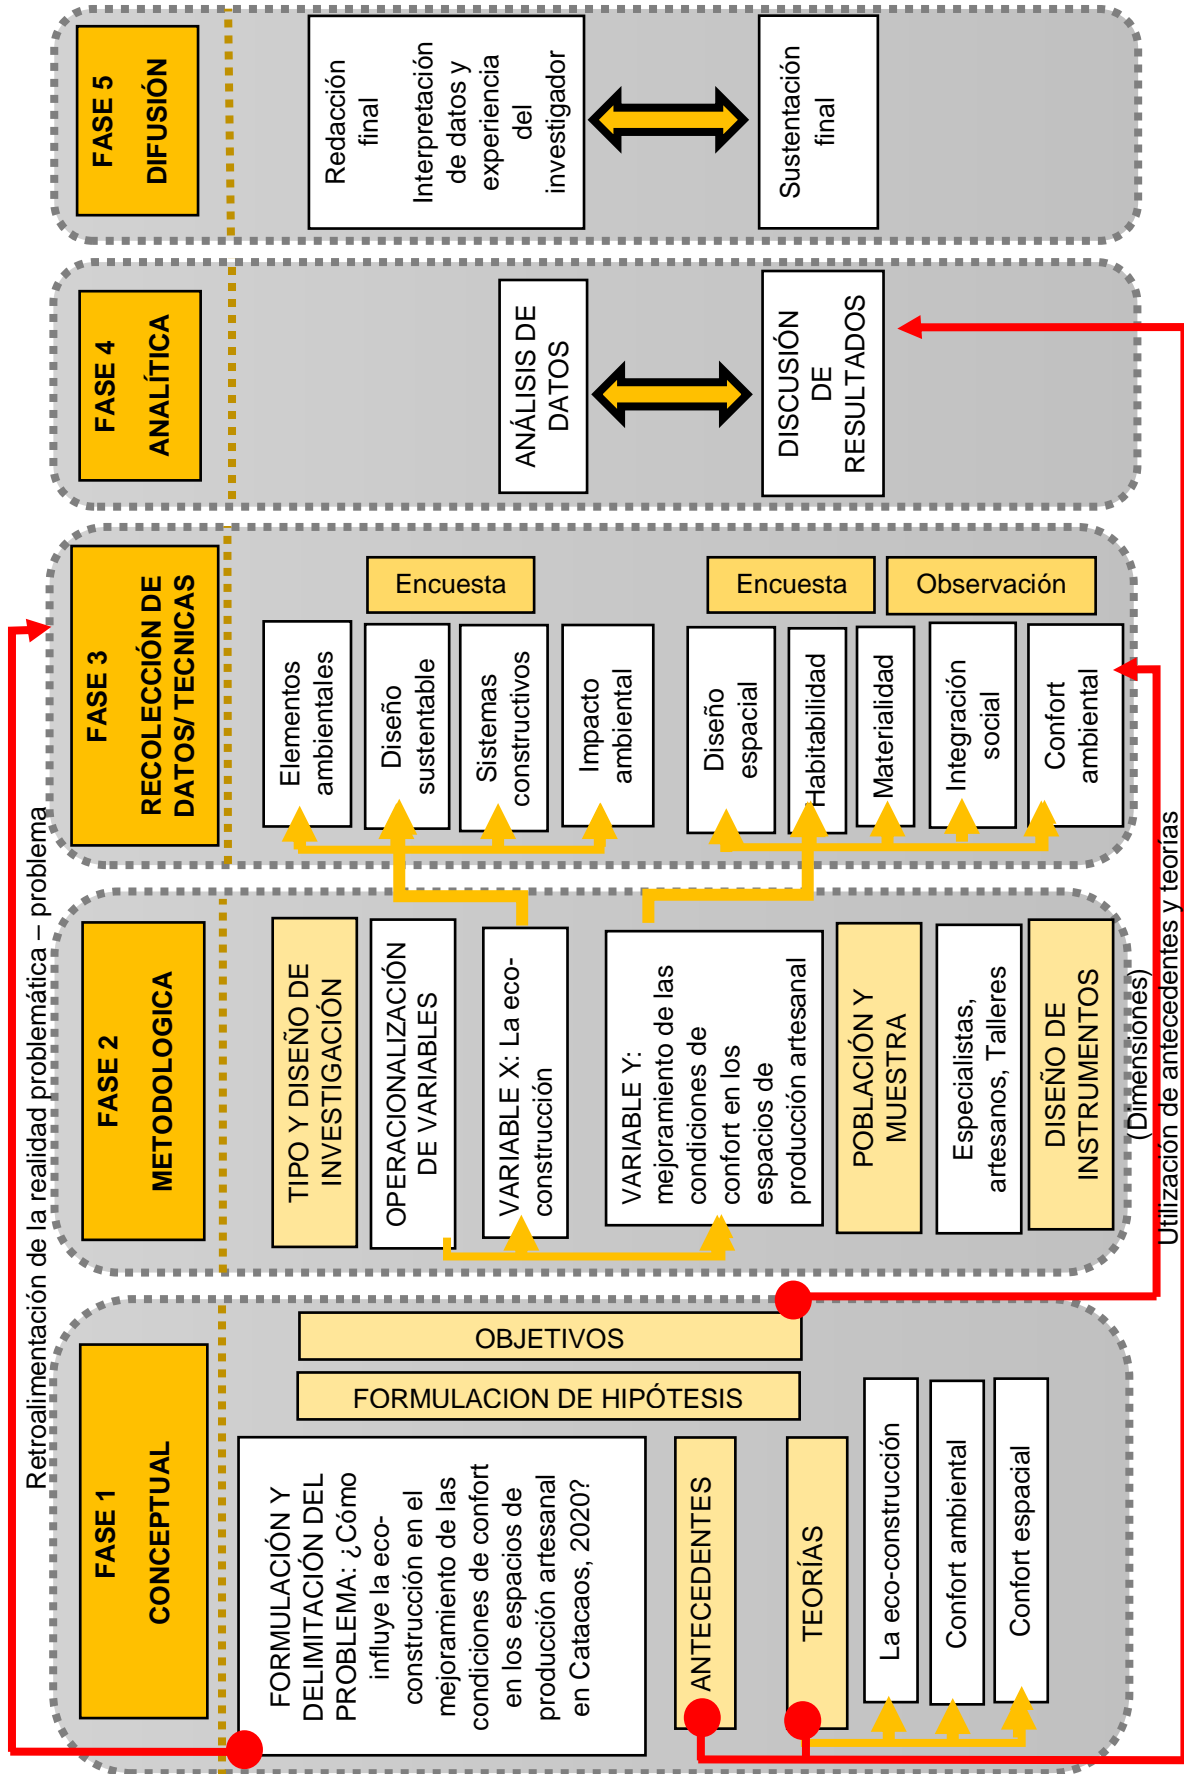 Retroalimentación de la realidad problemática – problema
FASE 1
CONCEPTUAL
FORMULACIÓN Y
DELIMITACIÓN DEL
PROBLEMA: ¿Cómo
influye la eco-
construcción en el
mejoramiento de las
condiciones de confort
en los espacios de
producción artesanal
en Catacaos, 2020?
FORMULACION DE HIPÓTESIS
OBJETIVOS
ANTECEDENTES
TEORÍAS
La eco-construcción
Confort ambiental
Confort espacial
FASE 2
METODOLOGICA
TIPO Y DISEÑO DE
INVESTIGACIÓN
OPERACIONALIZACIÓN
DE VARIABLES
VARIABLE X: La eco-
construcción
VARIABLE Y:
mejoramiento de las
condiciones de
confort en los
espacios de
producción artesanal
POBLACIÓN Y
MUESTRA
Especialistas,
artesanos, Talleres
DISEÑO DE
INSTRUMENTOS
FASE 3
RECOLECCIÓN DE
DATOS/ TECNICAS
Elementos
ambientales
Diseño
sustentable
Sistemas
constructivos
Impacto
ambiental
Encuesta
Diseño
espacial
Habitabilidad
Materialidad
Integración
social
Confort
ambiental
Encuesta
Observación
FASE 4
ANALÍTICA
ANÁLISIS DE
DATOS
DISCUSIÓN
DE
RESULTADOS
FASE 5
DIFUSIÓN
Redacción
final
Interpretación
de datos y
experiencia
del
investigador
Sustentación
final
(Dimensiones)
Utilización de antecedentes y teorías